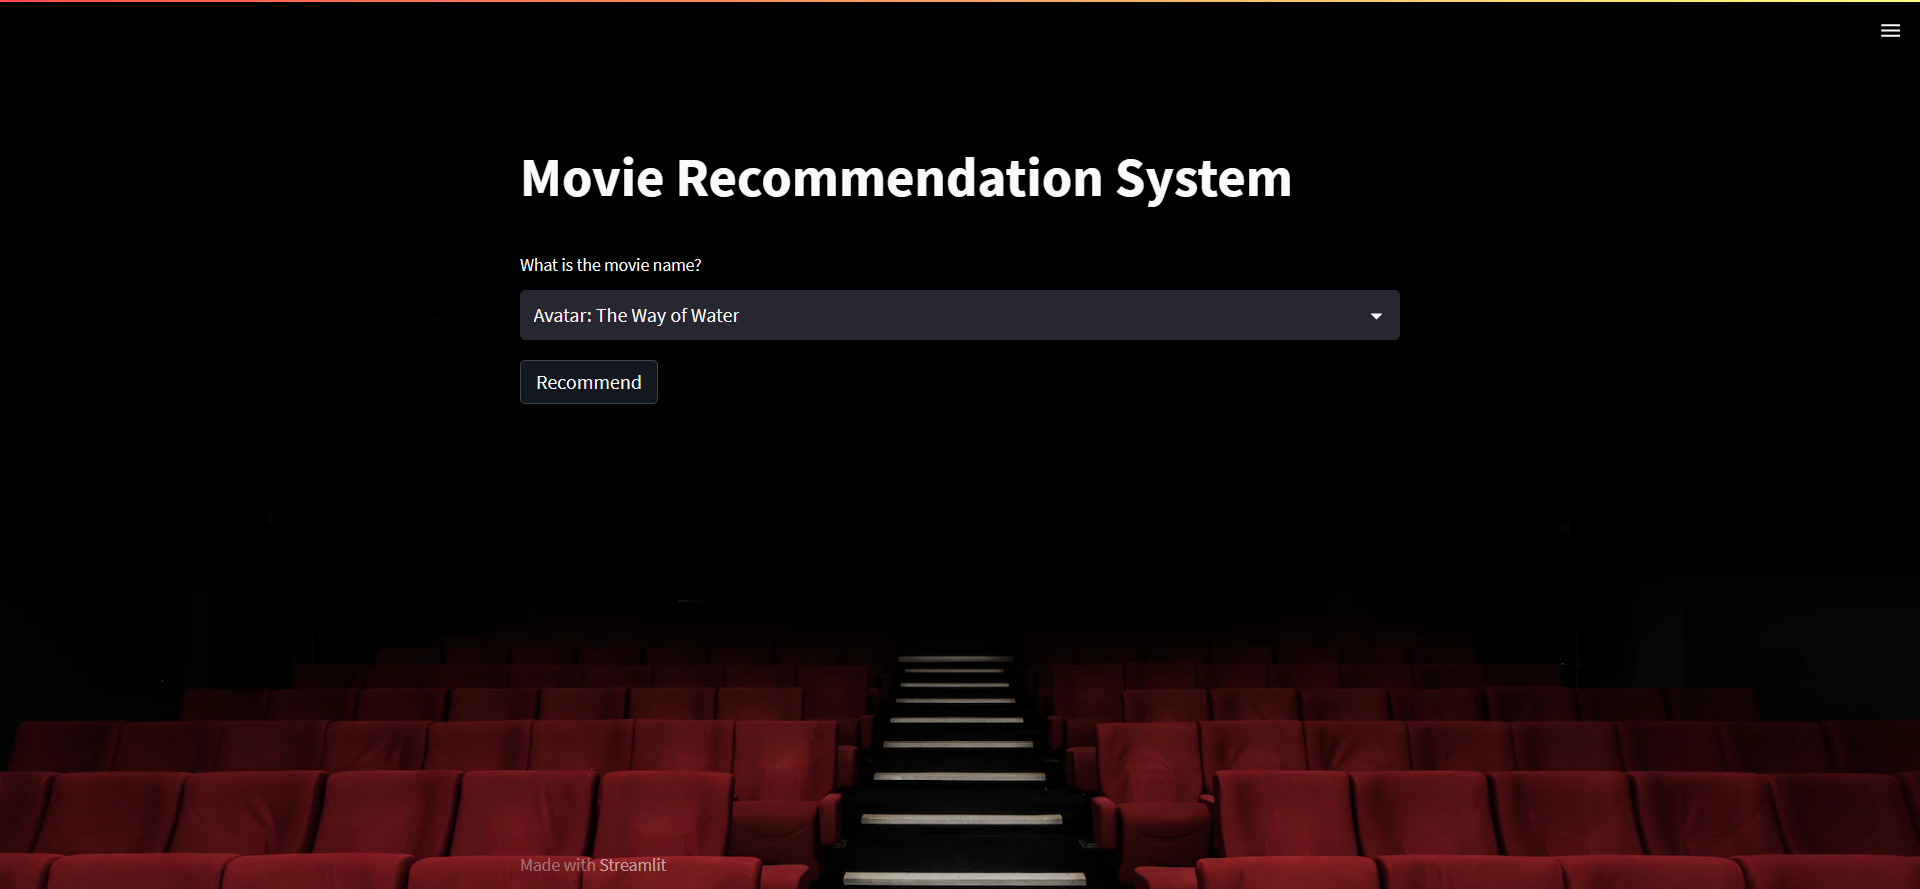 Movie Recommendation System
What is the movie name?
Avatar: The Way of Water
Recommend
Made with Streamlit